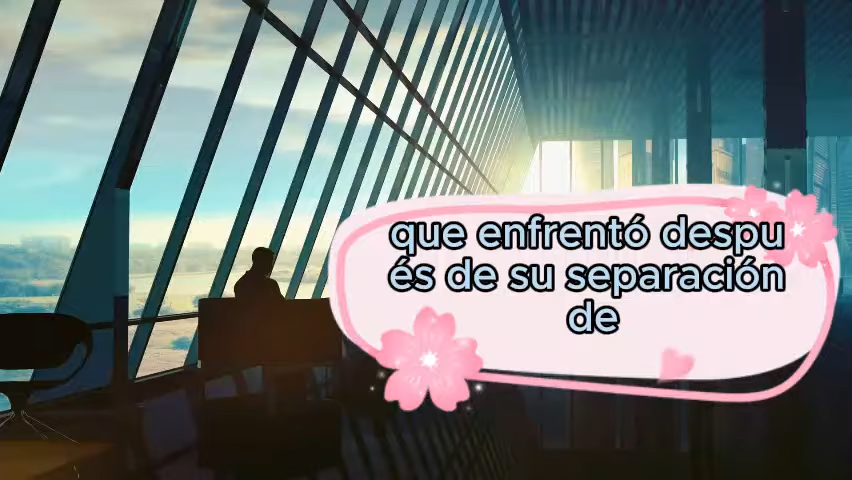 que enfrentó despu
és de su separación
de